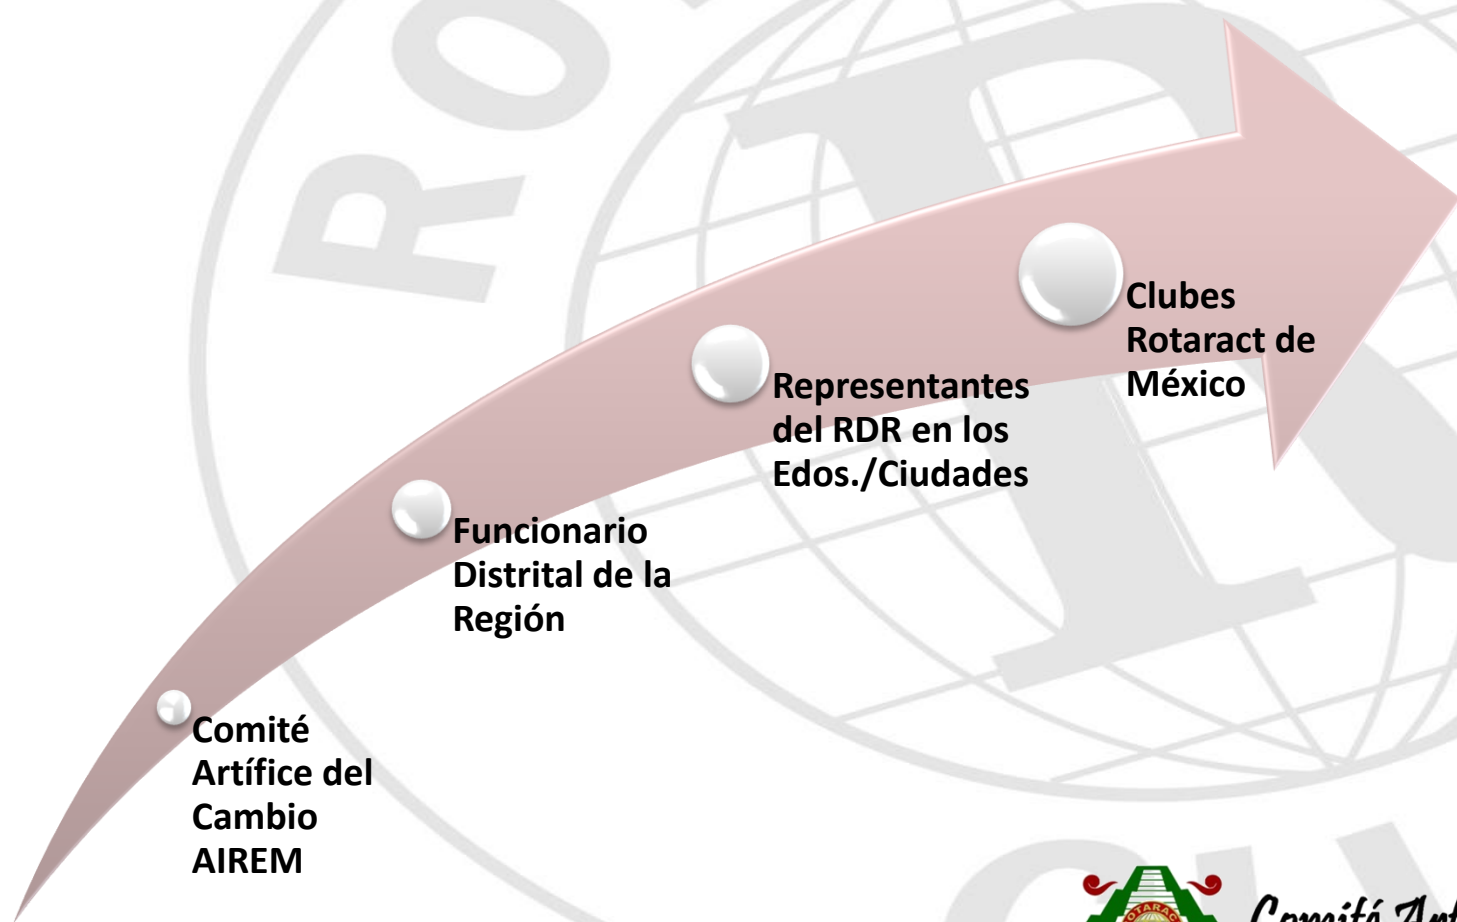 Clubes
Rotaract de
México
Representantes
del RDR en los
Edos./Ciudades
Funcionario
Distrital de la
Región
Comité
Artífice del
Cambio
AIREM
Comité